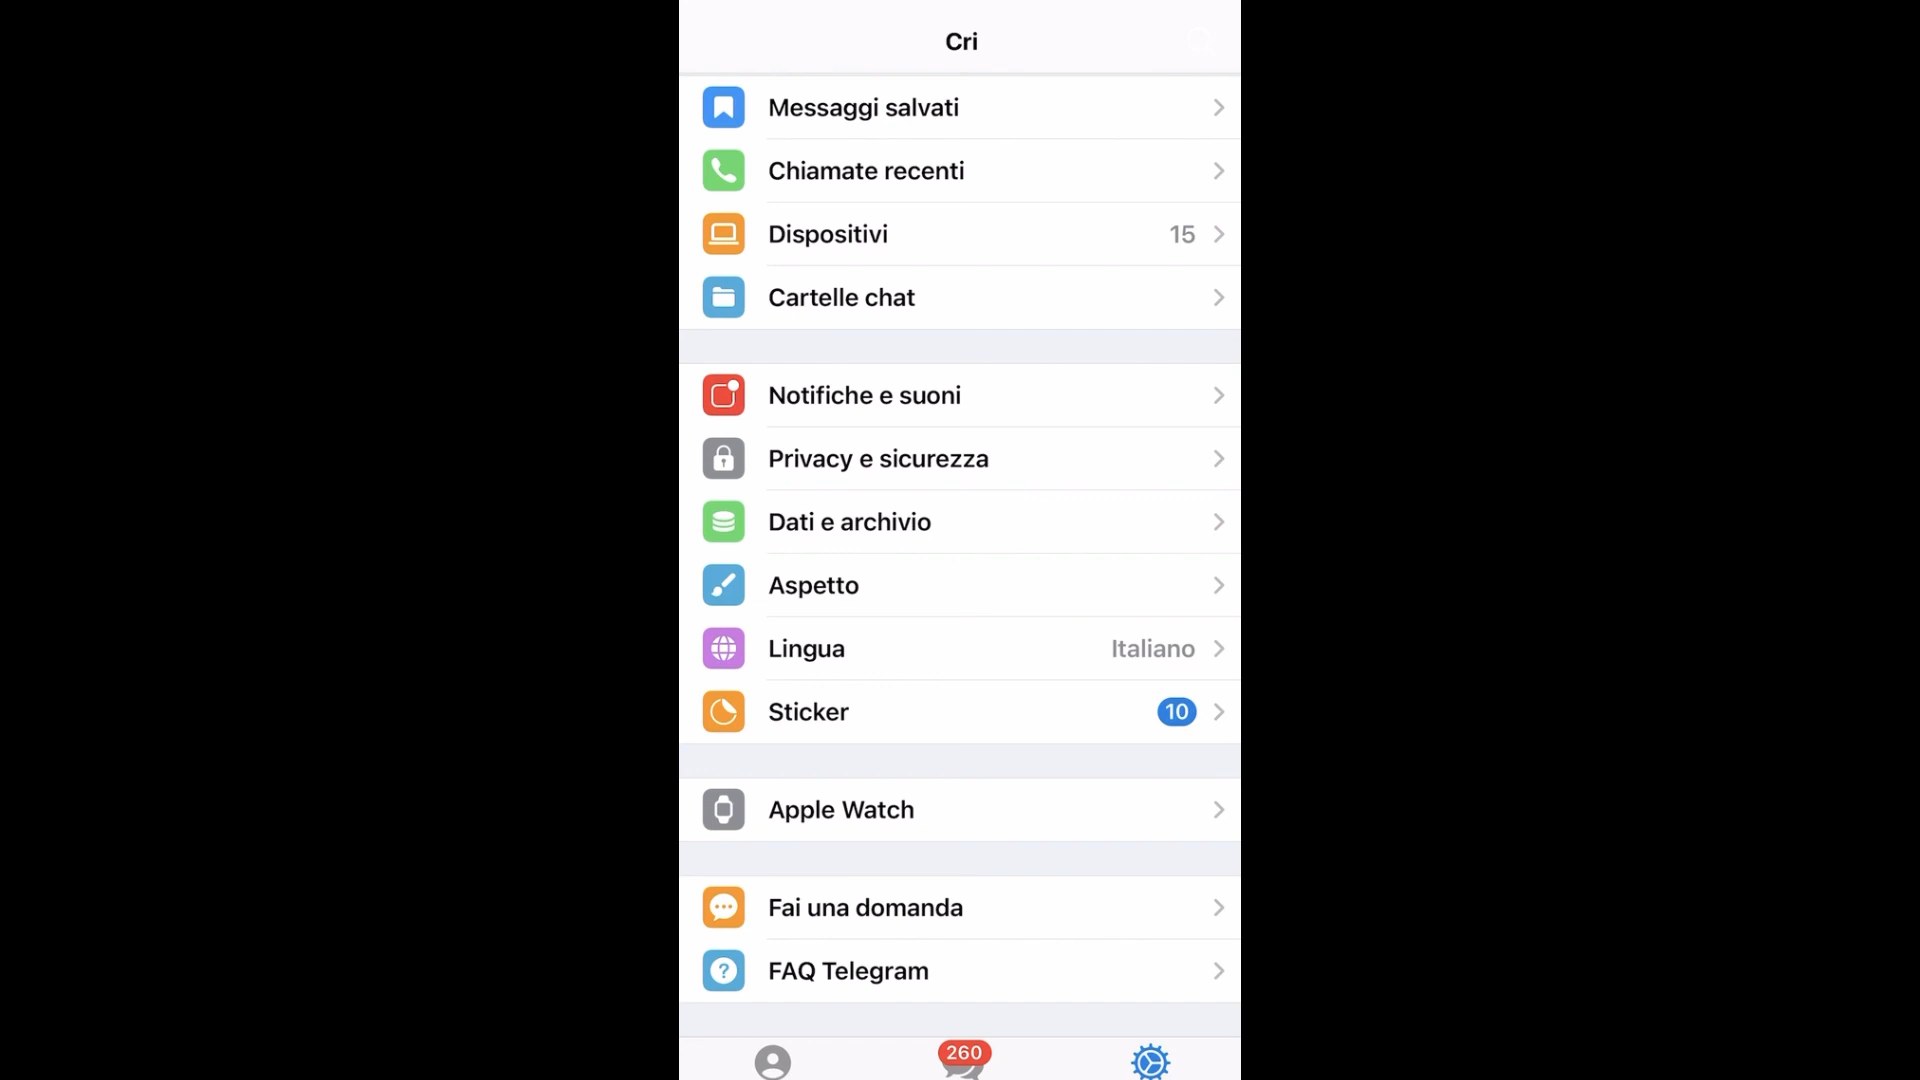 Cri
Messaggi salvati
Chiamate recenti
Dispositivi 15
Cartelle chat
Notifiche e suoni
Privacy e sicurezza
Dati e archivio
Aspetto
Lingua Italiano
Sticker 10
Apple Watch
Fai una domanda
? FAQ Telegram
260